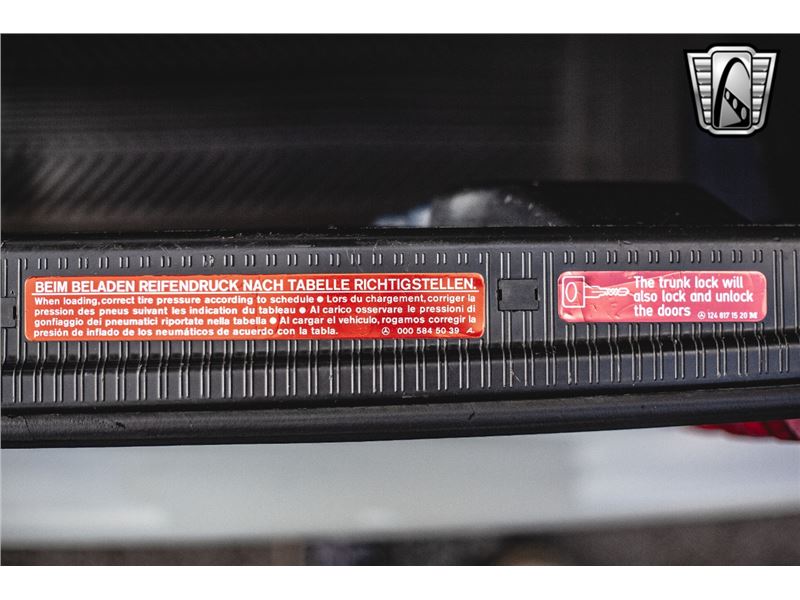 BEIM BELADEN REIFENDRUCK NACH TABELLE RICHTIGSTELLEN.
When loading,correct tire pressure according to schedule ● Lors du chargement, corriger la
pression des pneus suivant les indication du tableau ● Al carico osservare le pressioni di
gonfiagio dei pneumatici riportate nella tabella ● Al cargar el vehículo, rogamos corregir la
presión de inflado de los neumáticos de acuerdo con la tabla. 000 584 50 39
The trunk lock will
also lock and unlock
the doors 124 817 15 20